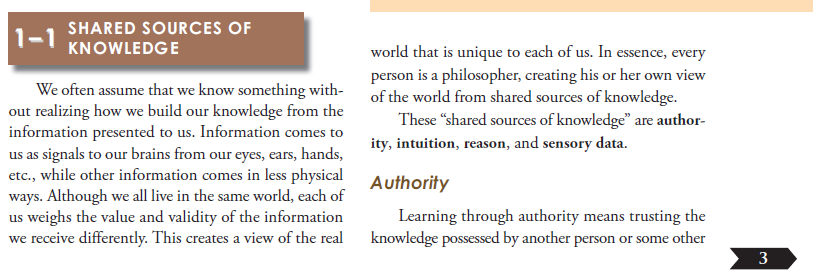 1–1 SHARED SOURCES OF
KNOWLEDGE
We often assume that we know something with-
out realizing how we build our knowledge from the
information presented to us. Information comes to
us as signals to our brains from our eyes, ears, hands,
etc., while other information comes in less physical
ways. Although we all live in the same world, each of
us weighs the value and validity of the information
we receive differently. This creates a view of the real
world that is unique to each of us. In essence, every
person is a philosopher, creating his or her own view
of the world from shared sources of knowledge.
These “shared sources of knowledge” are author-
ity, intuition, reason, and sensory data.
Authority
Learning through authority means trusting the
knowledge possessed by another person or some other
3